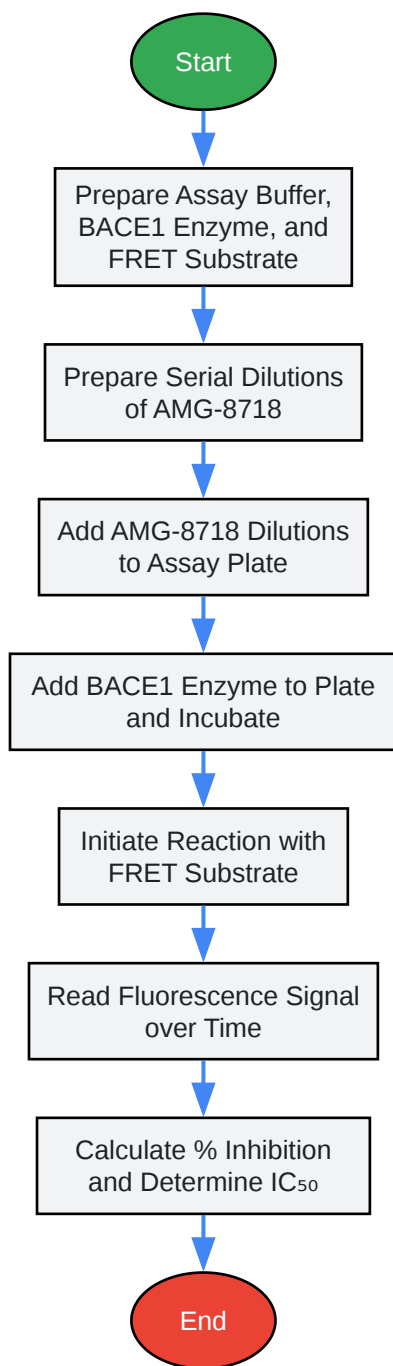 Start
Prepare Assay Buffer,
BACE1 Enzyme, and
FRET Substrate
Prepare Serial Dilutions
of AMG-8718
Add AMG-8718 Dilutions
to Assay Plate
Add BACE1 Enzyme to Plate
and Incubate
Initiate Reaction with
FRET Substrate
Read Fluorescence Signal
over Time
Calculate % Inhibition
and Determine IC₅₀
End